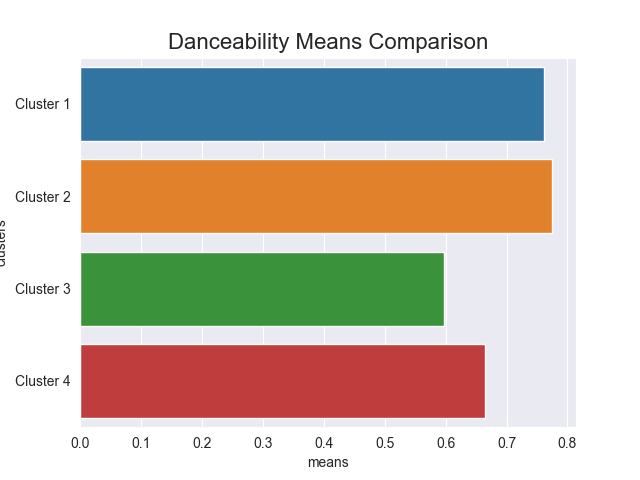 Danceability Means Comparison
Cluster 1
Cluster 2
clusters
Cluster 3
Cluster 4
0.0 0.1 0.2 0.3 0.4 0.5 0.6 0.7 0.8
means